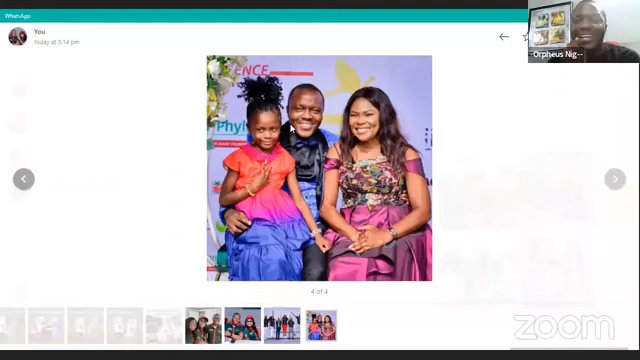 WhatsApp
You
today at 5:14 pm
-Orpheus Nig--
ENCE
Phyl
4 of 4
zoom